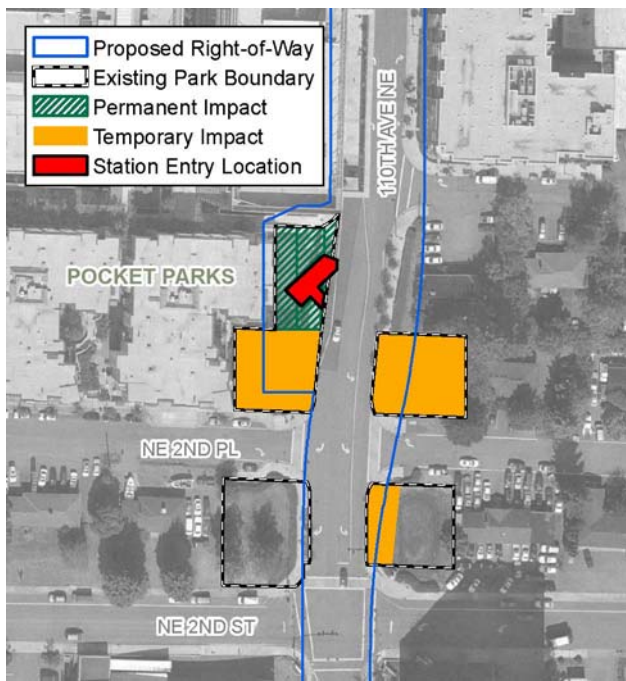 Proposed Right-of-Way
Existing Park Boundary
Permanent Impact
Temporary Impact
Station Entry Location
110TH AVE NE
POCKET PARKS
NE 2ND PL
NE 2ND ST